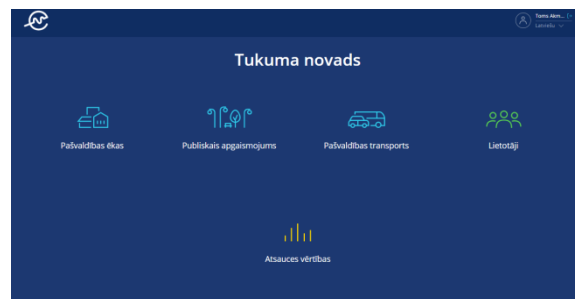 Toms Akm...
Latviešu
Tukuma novads
Pašvaldības ēkas
Publiskais apgaismojums
Pašvaldības transports
Lietotāji
Atsauces vērtības